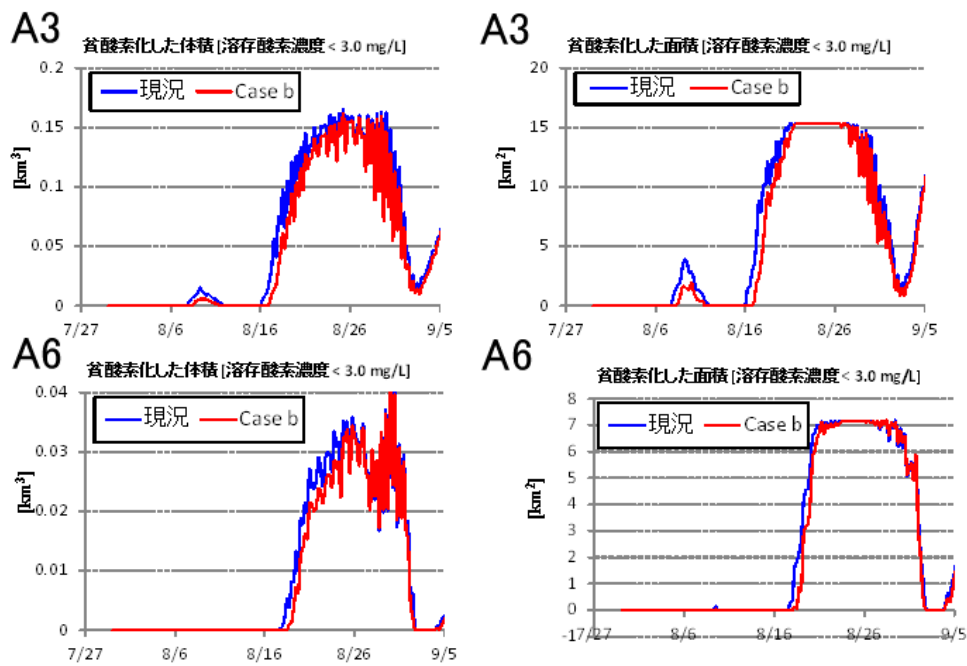 A3
貧酸素化した体積 [溶存酸素濃度 < 3.0 mg/L]
0.2
0.15
0.1
0.05
0
[km³]
現況
Case b
7/27
8/6
8/16
8/26
9/5
A3
貧酸素化した面積 [溶存酸素濃度 < 3.0 mg/L]
20
15
10
5
0
[km²]
現況
Case b
7/27
8/6
8/16
8/26
9/5
A6
貧酸素化した体積 [溶存酸素濃度 < 3.0 mg/L]
0.04
0.03
0.02
0.01
0
[km³]
現況
Case b
7/27
8/6
8/16
8/26
9/5
A6
貧酸素化した面積 [溶存酸素濃度 < 3.0 mg/L]
8
7
6
5
4
3
2
1
0
-1
[km²]
現況
Case b
7/27
8/6
8/16
8/26
9/5